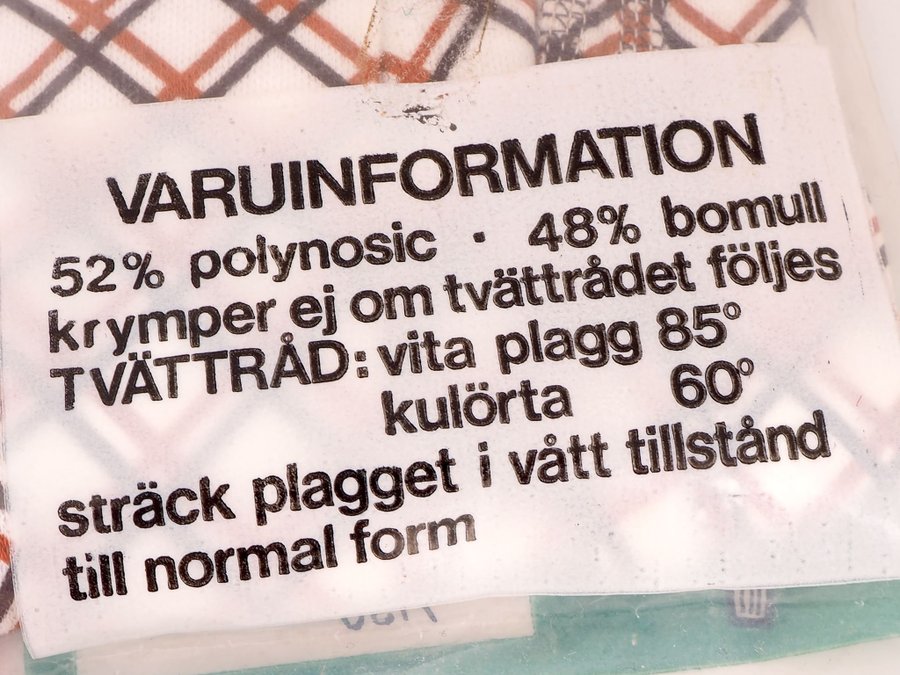 VARUINFORMATION
52% polynosic · 48% bomull
krymper ej om tvättrådet följes
TVÄTTRÅD: vita plagg 85°
kulörta 60°
sträck plagget i vått tillstånd
till normal form